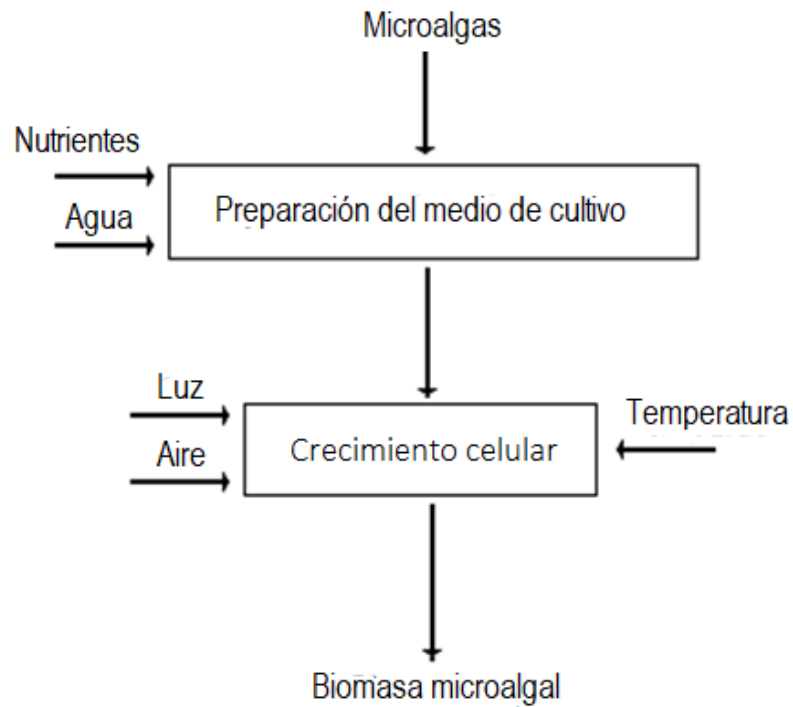 Microalgas
Nutrientes
Agua
Preparación del medio de cultivo
Luz
Aire
Crecimiento celular
Temperatura
Biomasa microalgal